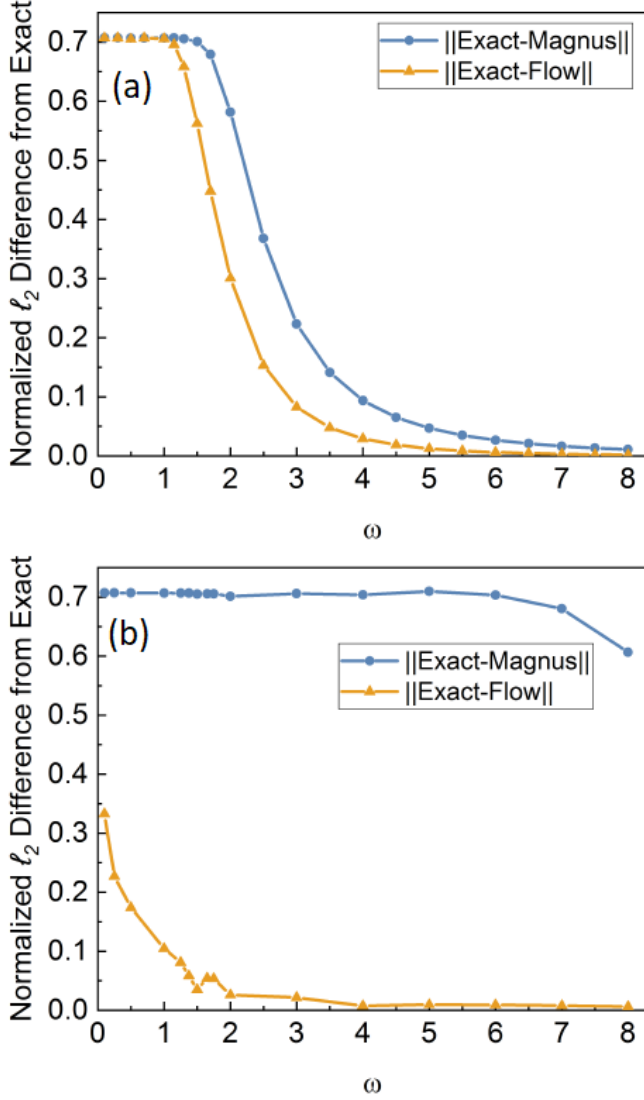 Normalized ℓ₂ Difference from Exact
0.7
0.6
0.5
0.4
0.3
0.2
0.1
0.0
(a)
||Exact-Magnus||
||Exact-Flow||
0 1 2 3 4 5 6 7 8
ω
Normalized ℓ₂ Difference from Exact
0.7
0.6
0.5
0.4
0.3
0.2
0.1
0.0
(b)
||Exact-Magnus||
||Exact-Flow||
0 1 2 3 4 5 6 7 8
ω